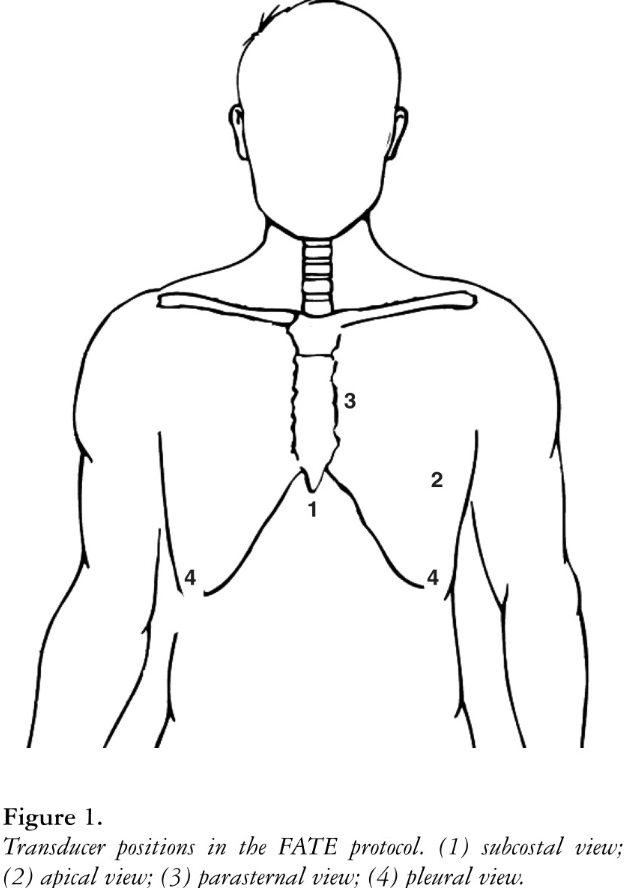 3
2
1
4 4
Figure 1.
Transducer positions in the FATE protocol. (1) subcostal view;
(2) apical view; (3) parasternal view; (4) pleural view.